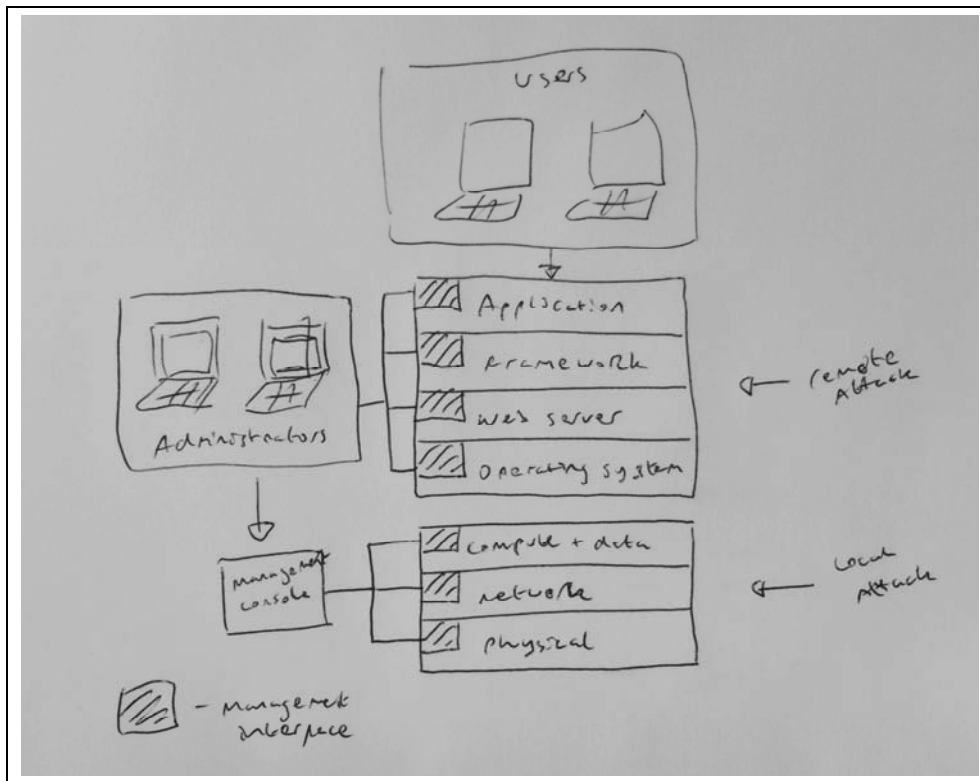 Users
Application
Framework
web server
Operating system
remote
Attack
Administrators
management
console
compute + data
network
physical
Local
Attack
- management
interface